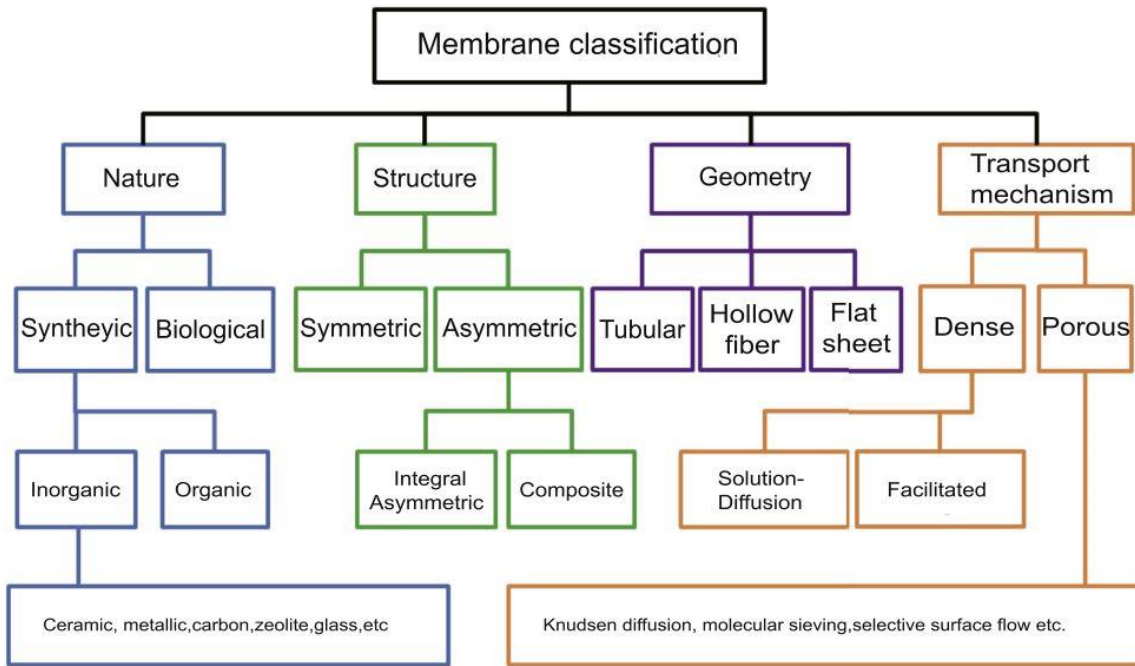 Membrane classification
Nature
Structure
Geometry
Transport
mechanism
Syntheyic
Biological
Symmetric
Asymmetric
Tubular
Hollow
fiber
Flat
sheet
Dense
Porous
Inorganic
Organic
Integral
Asymmetric
Composite
Solution-
Diffusion
Facilitated
Ceramic, metallic,carbon,zeolite,glass,etc
Knudsen diffusion, molecular sieving,selective surface flow etc.